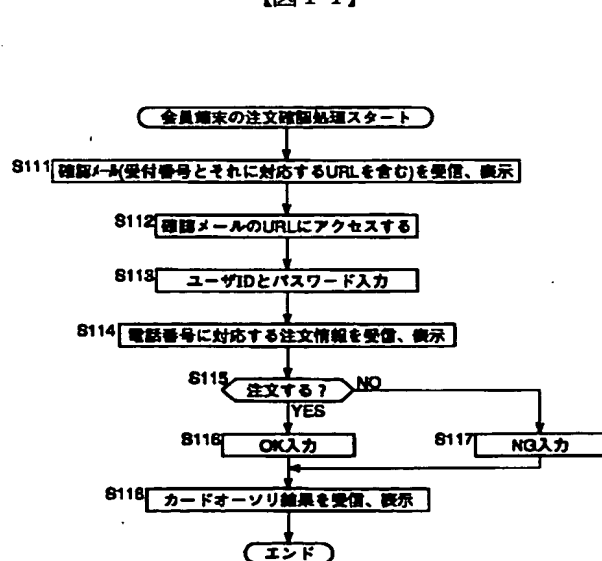 【図11】
会員端末の注文確認処理スタート
S111 確認メール(受付番号とそれに対応するURLを含む)を受信、表示
S112 確認メールのURLにアクセスする
S113 ユーザIDとパスワード入力
S114 電話番号に対応する注文情報を受信、表示
S115 注文する? NO
YES
S116 OK入力 S117 NG入力
S118 カードオーソリ結果を受信、表示
エンド